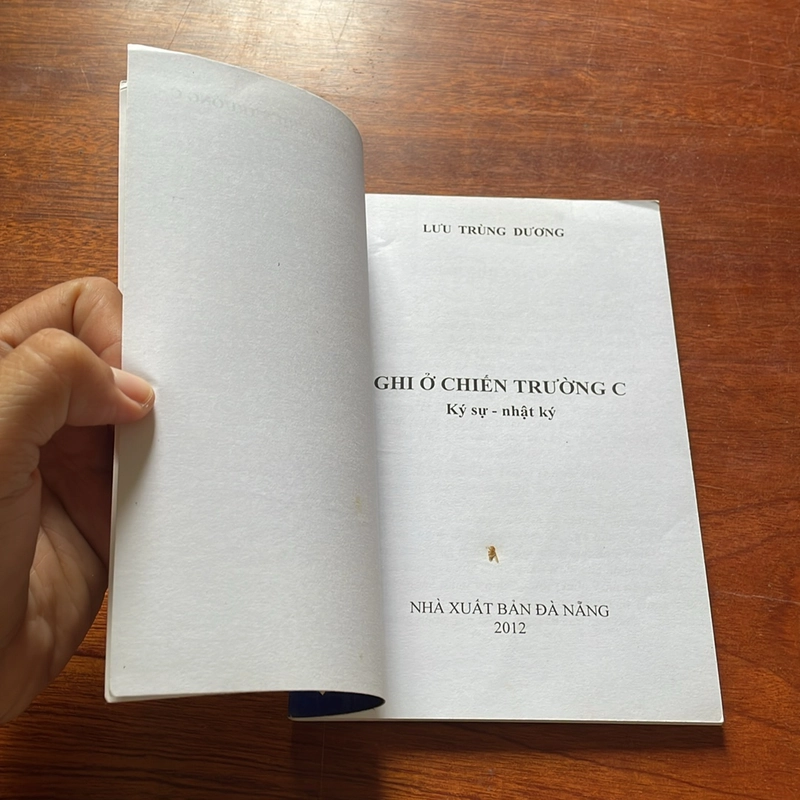 LƯU TRÙNG DƯƠNG
GHI Ở CHIẾN TRƯỜNG C
Ký sự - nhật ký
NHÀ XUẤT BẢN ĐÀ NẴNG
2012